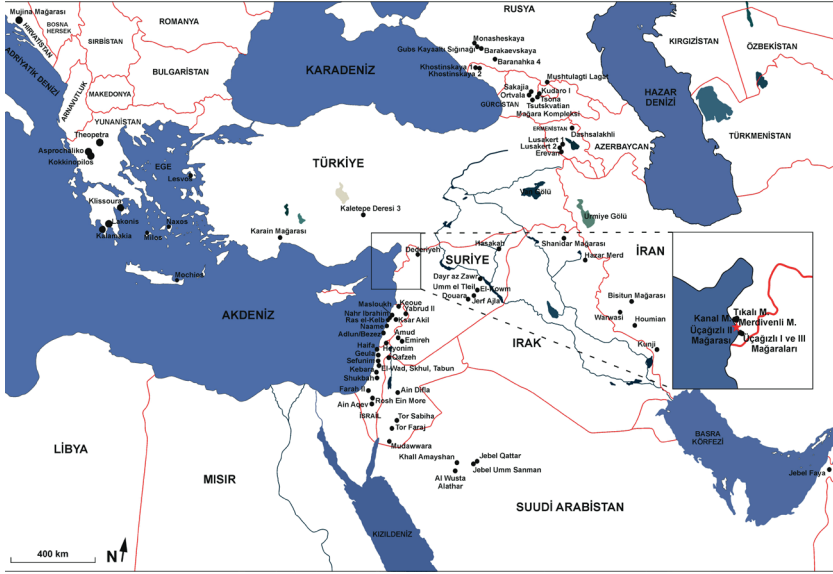 Mujina Mağarası
HIRVATİSTAN
BOSNA
HERSEK
SIRBİSTAN
ROMANYA
ADRİYATİK DENİZİ
ARNAVUTLUK
BULGARİSTAN
MAKEDONYA
YUNANİSTAN
Theopetra
Asprochaliko
Kokkinopilos
EGE
Lesvos
Klissoura
Lakonis
Kalamakia
Milos
Naxos
Mochlos
KARADENİZ
RUSYA
Monasheskaya
Gubs Kayaaltı Sığınağı
Barakaevskaya
Baranahka 4
Khostinskaya 1
Khostinskaya 2
Mushtulagti Lagat
Sakajia
Ortvala
Kudaro I
Tsona
GÜRCİSTAN
Tsutskvatian
Mağara Kompleksi
ERMENİSTAN
Dashsalakhli
Lusakert 1
Lusakert 2
Erevan
AZERBAYCAN
HAZAR
DENİZİ
KIRGIZİSTAN
ÖZBEKİSTAN
TÜRKMENİSTAN
TÜRKİYE
Kaletepe Deresi 3
Karain Mağarası
Van Gölü
Urmiye Gölü
Dederiyeh
SURİYE
Hasakah
Shanidar Mağarası
Hazar Merd
İRAN
Dayr az Zawr
Umm el Tleil
El-Kowm
Douara
Jerf Ajla
Bisitun Mağarası
Warwasi
Houmian
Kunji
IRAK
AKDENİZ
Masloukh
Keoue
Nahr Ibrahim
Yabrud II
Ras el-Kelb
Ksar Akil
Naame
Adlun/Bezez
Amud
Emireh
Haifa
Hayonim
Geula
Qafzeh
Sefunim
El-Wad, Skhul, Tabun
Kebara
Shukbah
Farah II
Ain Difla
Rosh Ein More
Ain Aqev
İSRAİL
Tor Sabiha
Tor Faraj
Mudawwara
Khall Amayshan
Jebel Qattar
Jebel Umm Sanman
Al Wusta
Alathar
LİBYA
MISIR
SUUDİ ARABİSTAN
KIZILDENİZ
BASRA
KÖRFEZİ
Jebel Faya
Kanal M.
Tıkalı M.
Merdivenli M.
Üçağızlı II
Mağarası
Üçağızlı I ve III
Mağaraları
400 km
N